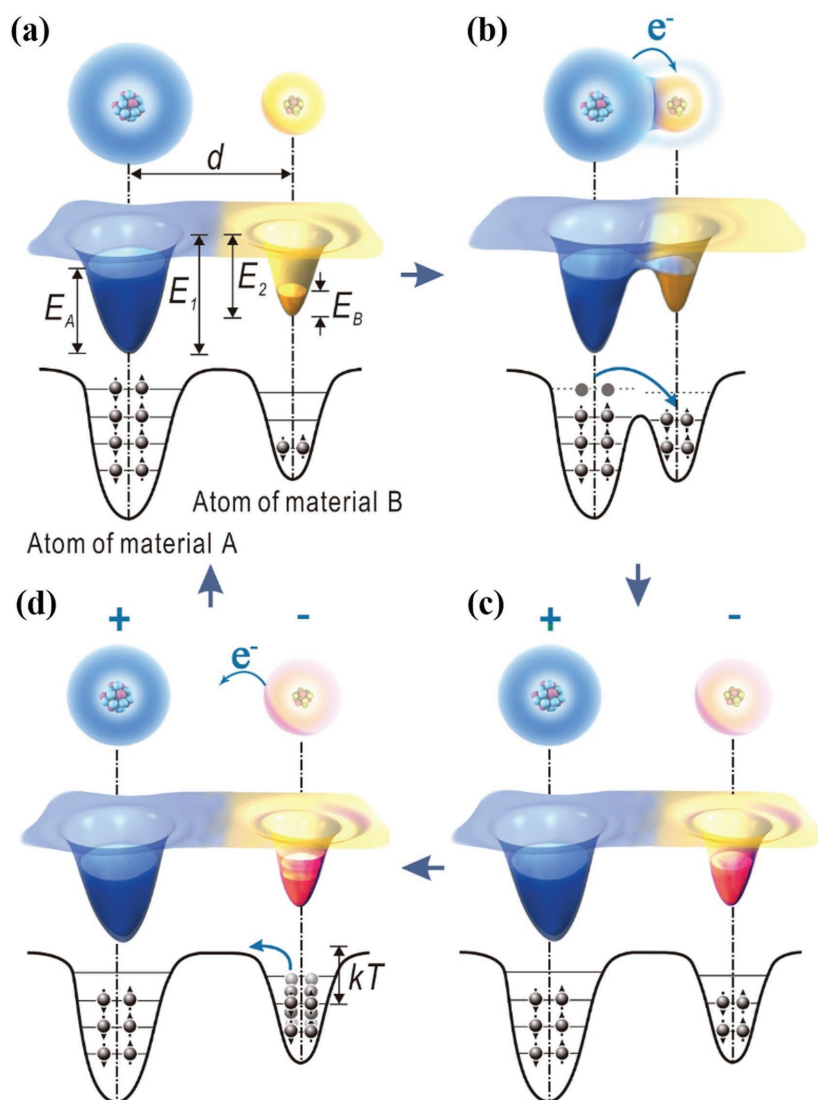 (a)
(b)
e-
d
EA
E1
E2
EB
Atom of material B
Atom of material A
(d)
(c)
+
-
+
-
e-
kT